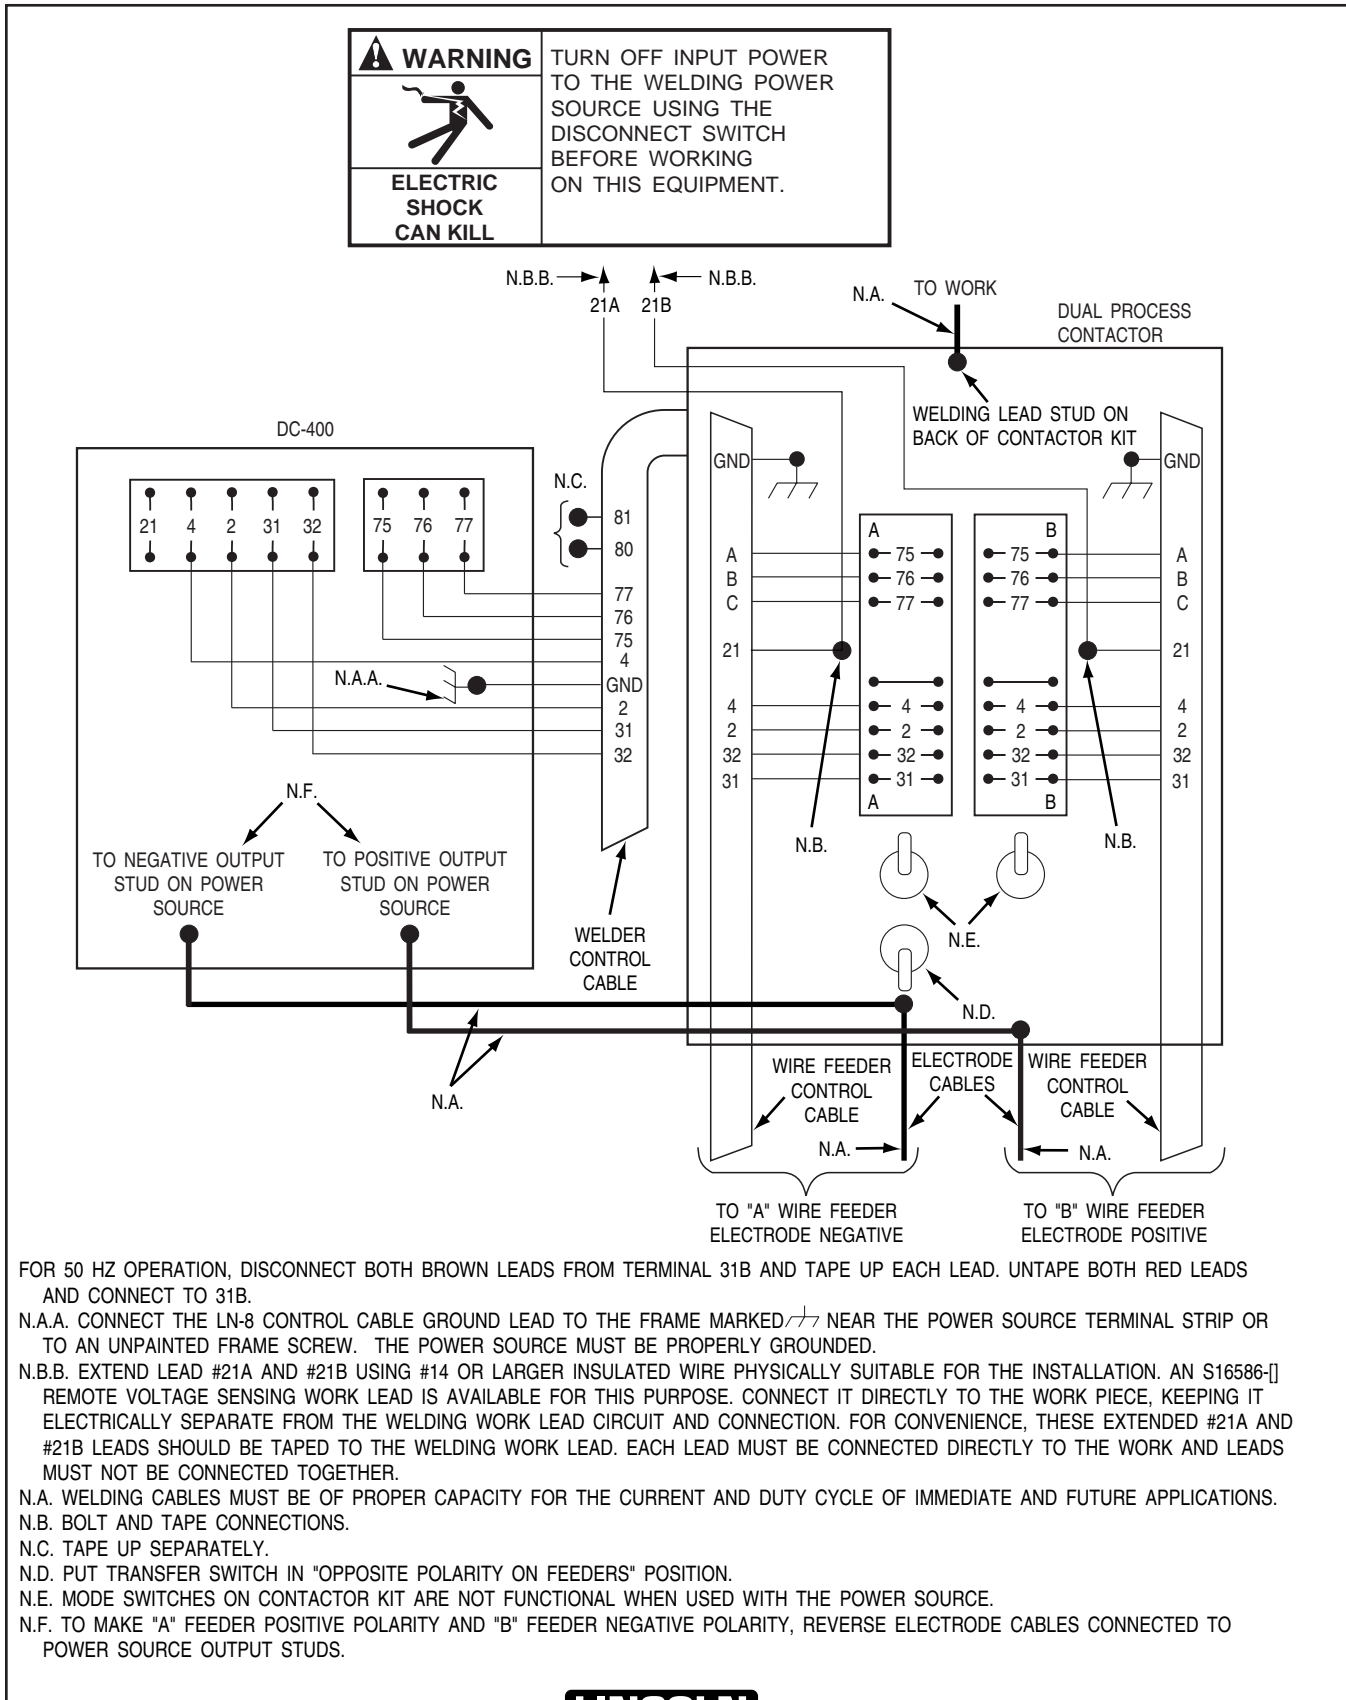 WARNING
ELECTRIC
SHOCK
CAN KILL
TURN OFF INPUT POWER
TO THE WELDING POWER
SOURCE USING THE
DISCONNECT SWITCH
BEFORE WORKING
ON THIS EQUIPMENT.
N.B.B. N.B.B.
21A 21B
N.A. TO WORK
DUAL PROCESS
CONTACTOR
WELDING LEAD STUD ON
BACK OF CONTACTOR KIT
DC-400
21 4 2 31 32 75 76 77
N.C.
81
80
77
76
75
4
GND
2
31
32
N.A.A.
N.F.
TO NEGATIVE OUTPUT
STUD ON POWER
SOURCE
TO POSITIVE OUTPUT
STUD ON POWER
SOURCE
WELDER
CONTROL
CABLE
GND
A
B
C
21
4
2
32
31
A
75
76
77
4
2
32
31
A
B
75
76
77
4
2
32
31
B
GND
A
B
C
21
4
2
32
31
N.B. N.B.
N.E.
N.D.
N.A.
WIRE FEEDER
CONTROL
CABLE
ELECTRODE
CABLES
WIRE FEEDER
CONTROL
CABLE
N.A. N.A.
TO "A" WIRE FEEDER
ELECTRODE NEGATIVE
TO "B" WIRE FEEDER
ELECTRODE POSITIVE
FOR 50 HZ OPERATION, DISCONNECT BOTH BROWN LEADS FROM TERMINAL 31B AND TAPE UP EACH LEAD. UNTAPE BOTH RED LEADS
AND CONNECT TO 31B.
N.A.A. CONNECT THE LN-8 CONTROL CABLE GROUND LEAD TO THE FRAME MARKED NEAR THE POWER SOURCE TERMINAL STRIP OR
TO AN UNPAINTED FRAME SCREW. THE POWER SOURCE MUST BE PROPERLY GROUNDED.
N.B.B. EXTEND LEAD #21A AND #21B USING #14 OR LARGER INSULATED WIRE PHYSICALLY SUITABLE FOR THE INSTALLATION. AN S16586-[]
REMOTE VOLTAGE SENSING WORK LEAD IS AVAILABLE FOR THIS PURPOSE. CONNECT IT DIRECTLY TO THE WORK PIECE, KEEPING IT
ELECTRICALLY SEPARATE FROM THE WELDING WORK LEAD CIRCUIT AND CONNECTION. FOR CONVENIENCE, THESE EXTENDED #21A AND
#21B LEADS SHOULD BE TAPED TO THE WELDING WORK LEAD. EACH LEAD MUST BE CONNECTED DIRECTLY TO THE WORK AND LEADS
MUST NOT BE CONNECTED TOGETHER.
N.A. WELDING CABLES MUST BE OF PROPER CAPACITY FOR THE CURRENT AND DUTY CYCLE OF IMMEDIATE AND FUTURE APPLICATIONS.
N.B. BOLT AND TAPE CONNECTIONS.
N.C. TAPE UP SEPARATELY.
N.D. PUT TRANSFER SWITCH IN "OPPOSITE POLARITY ON FEEDERS" POSITION.
N.E. MODE SWITCHES ON CONTACTOR KIT ARE NOT FUNCTIONAL WHEN USED WITH THE POWER SOURCE.
N.F. TO MAKE "A" FEEDER POSITIVE POLARITY AND "B" FEEDER NEGATIVE POLARITY, REVERSE ELECTRODE CABLES CONNECTED TO
POWER SOURCE OUTPUT STUDS.